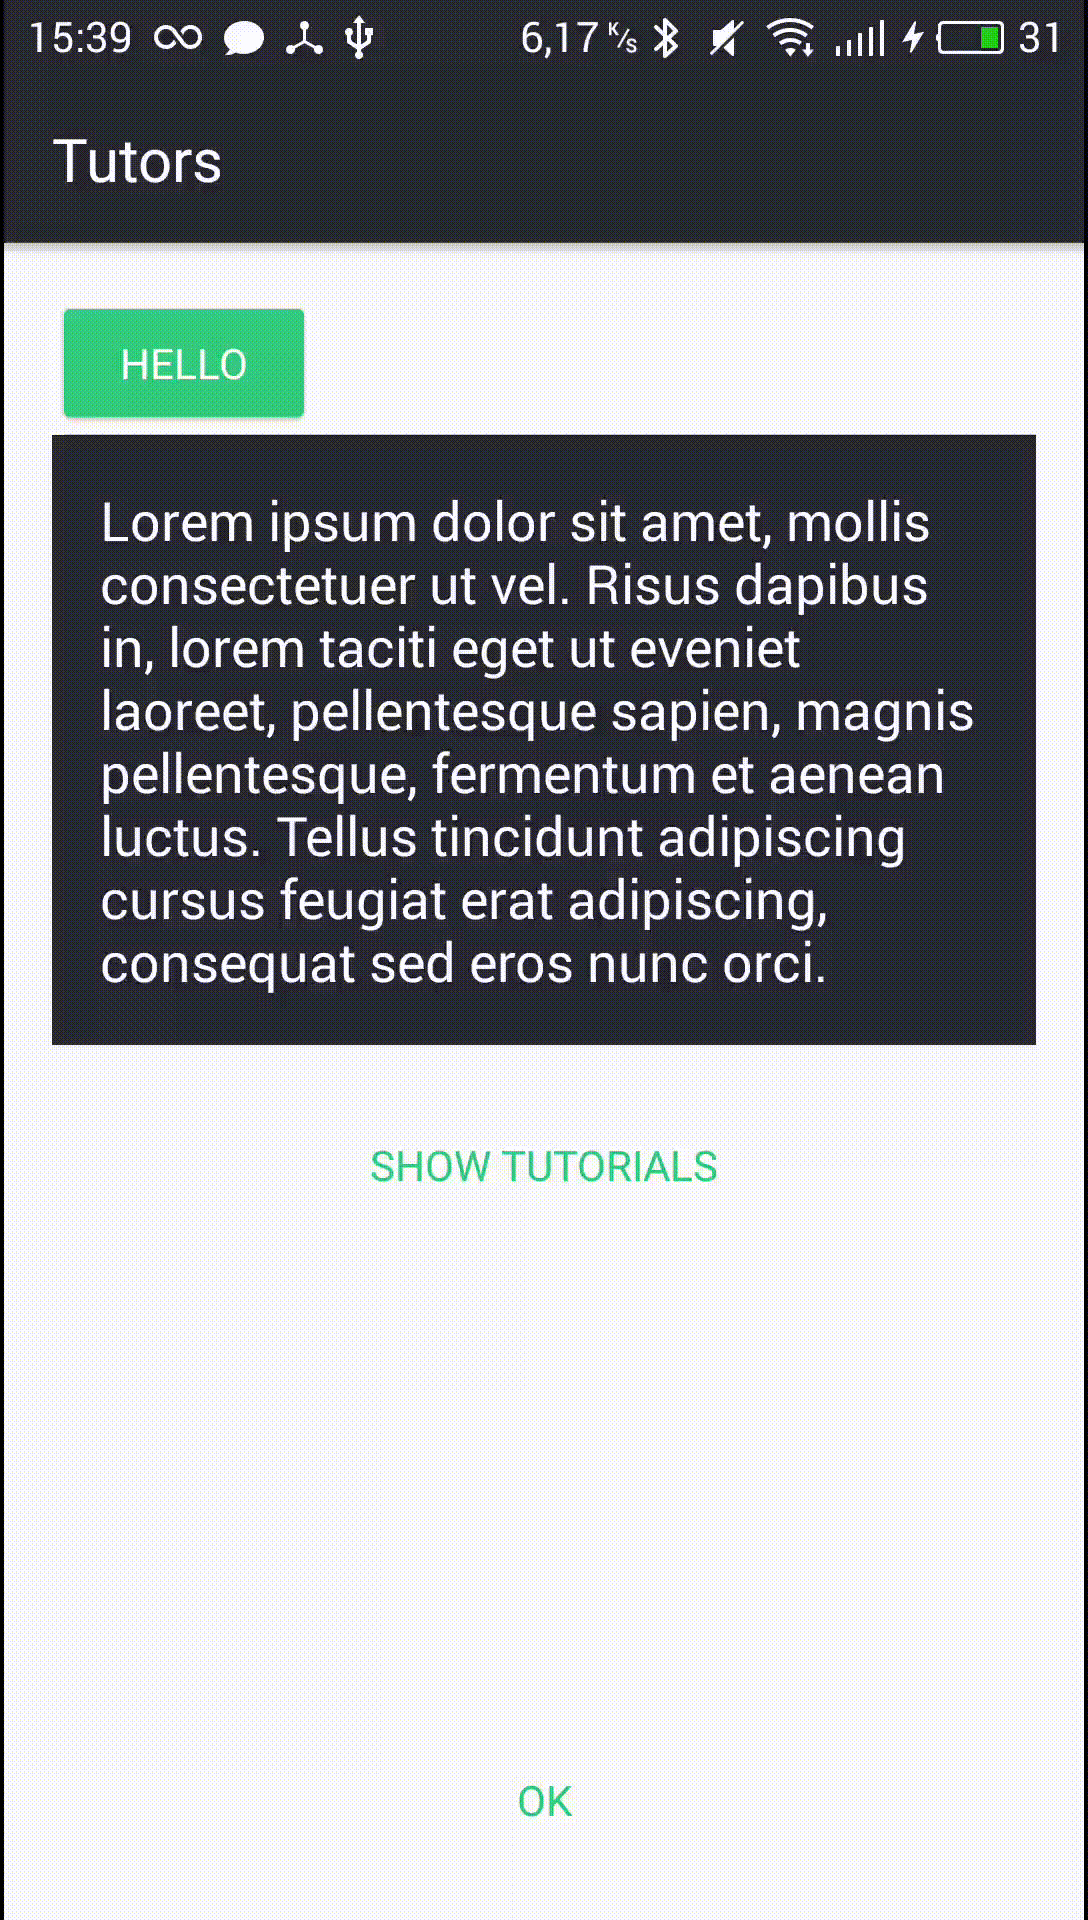 15:39 6,17 K/s 31
Tutors
HELLO
Lorem ipsum dolor sit amet, mollis
consectetuer ut vel. Risus dapibus
in, lorem taciti eget ut eveniet
laoreet, pellentesque sapien, magnis
pellentesque, fermentum et aenean
luctus. Tellus tincidunt adipiscing
cursus feugiat erat adipiscing,
consequat sed eros nunc orci.
SHOW TUTORIALS
OK